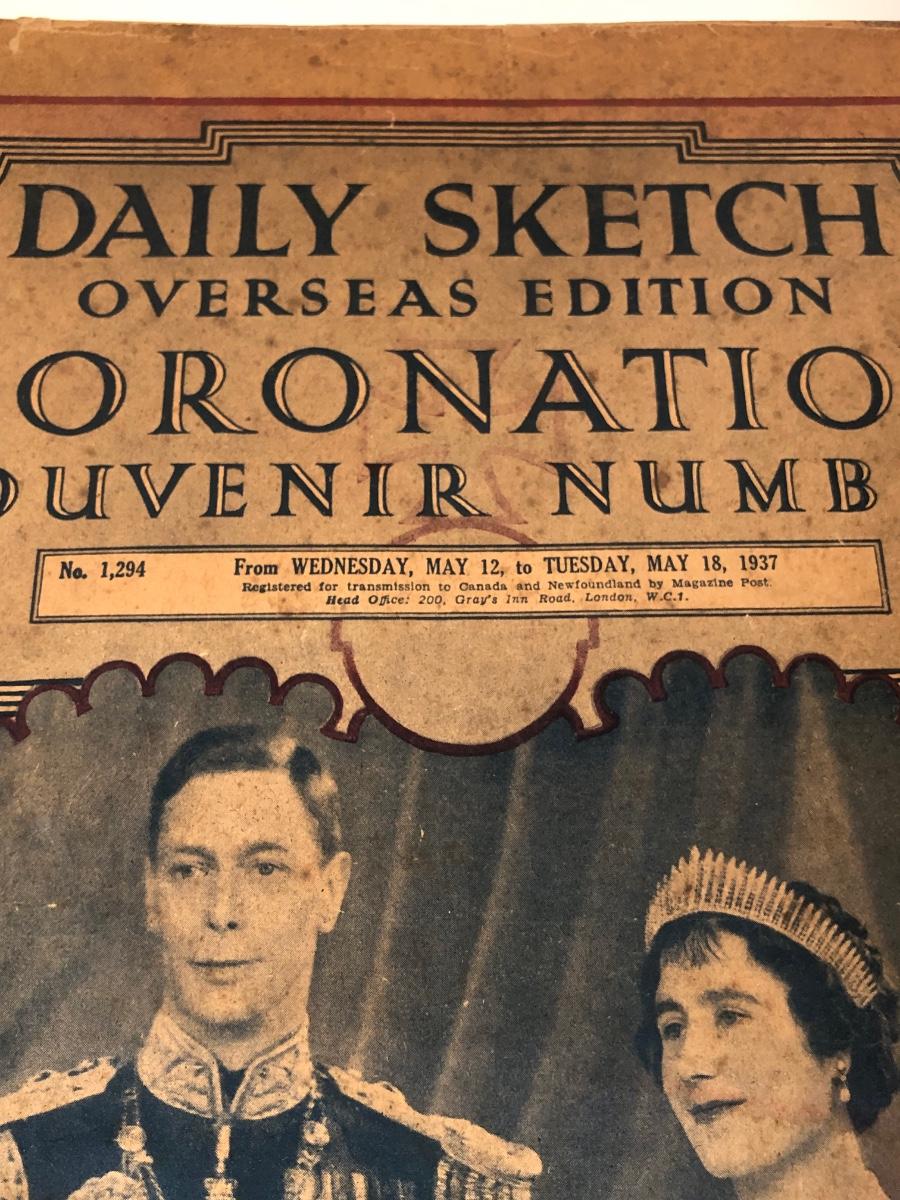 DAILY SKETCH
OVERSEAS EDITION
ORONATIO
OUVENIR NUMB
No. 1,294 From WEDNESDAY, MAY 12, to TUESDAY, MAY 18, 1937
Registered for transmission to Canada and Newfoundland by Magazine Post.
Head Office: 200, Gray's Inn Road, London, W.C.1.